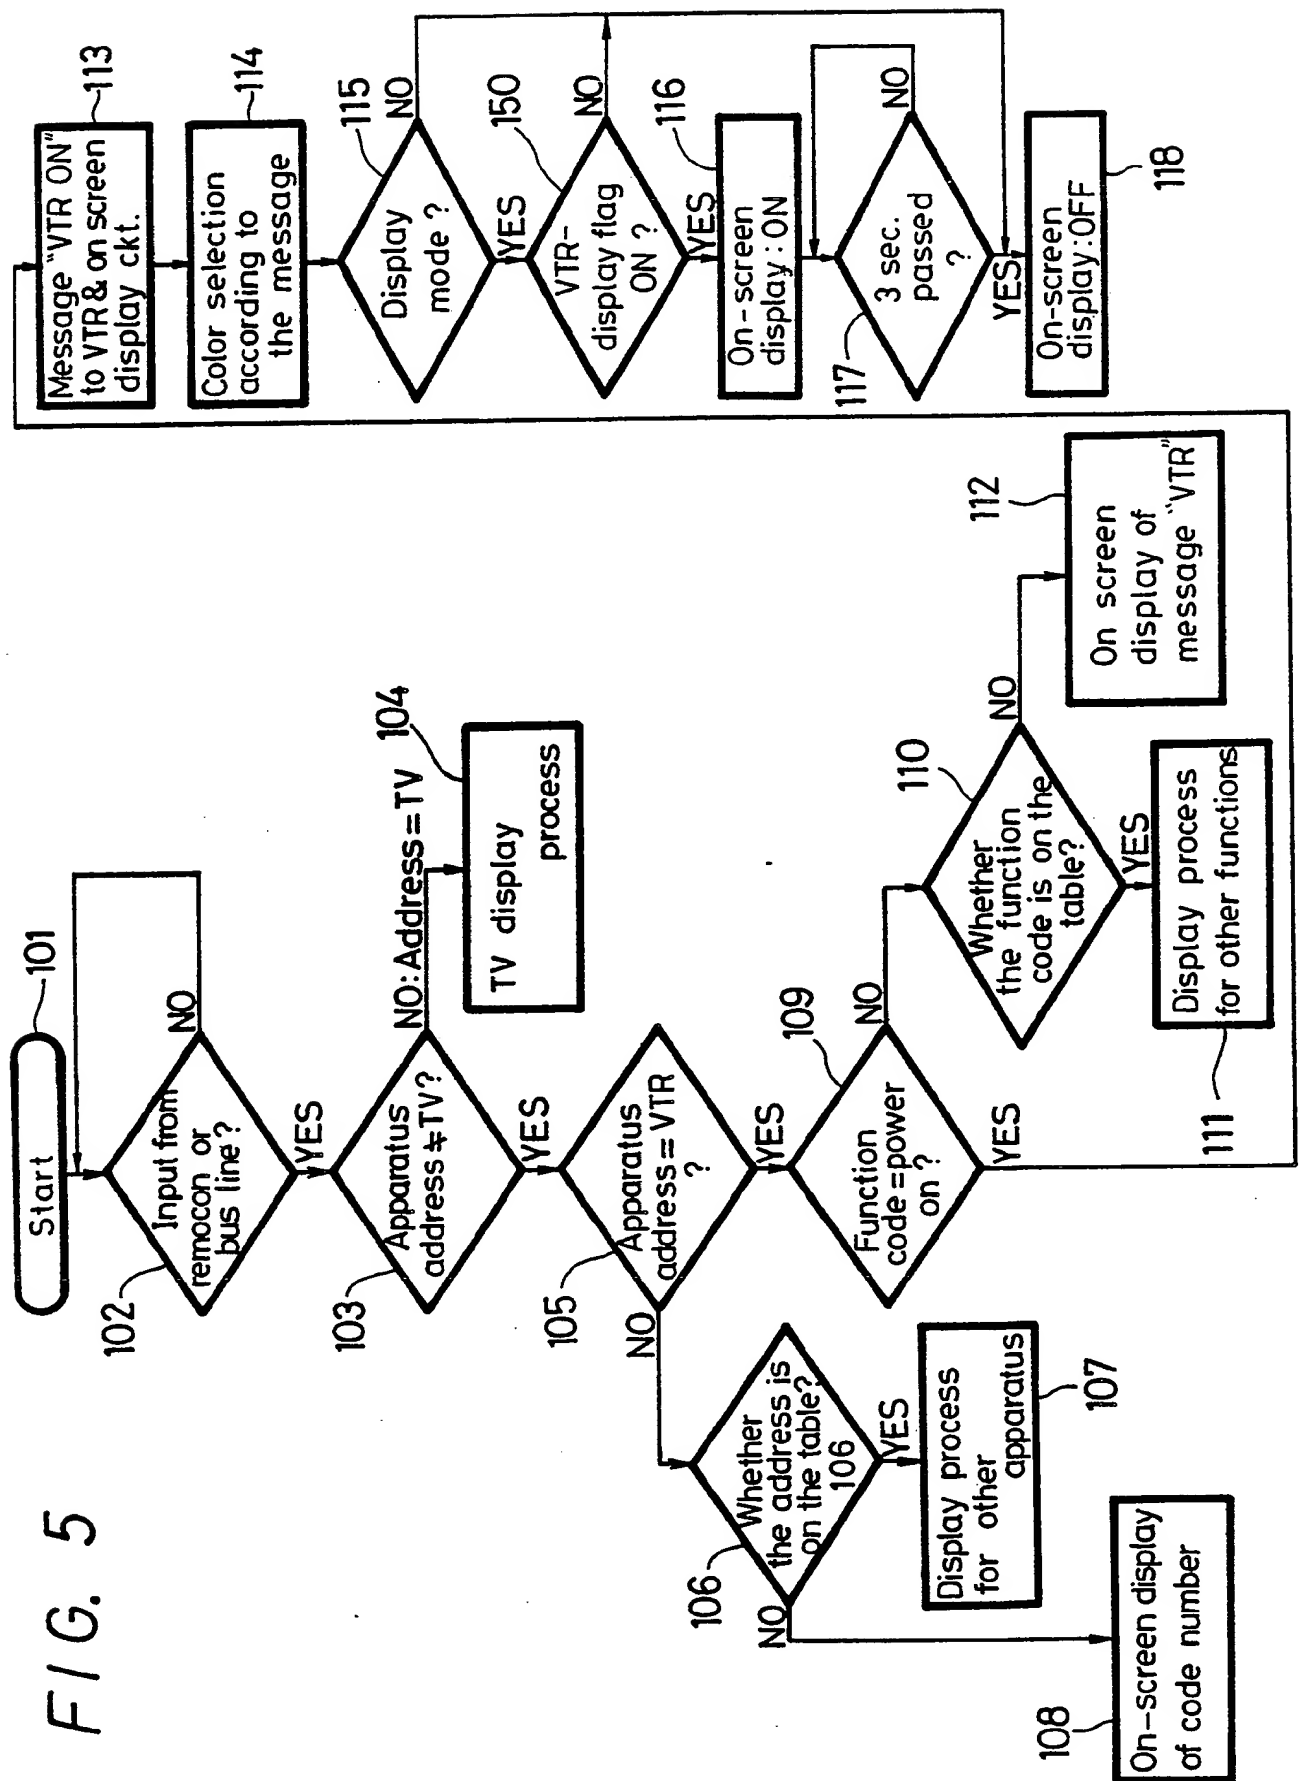 FIG. 5
Start
101
Input from
remocon or
bus line?
102
NO
YES
Apparatus
address ≠ TV?
103
NO: Address = TV
104
TV display
process
YES
Apparatus
address = VTR
?
105
NO
YES
Whether
the address is
on the table?
106
106
NO
YES
Display process
for other
apparatus
107
On-screen display
of code number
108
Function
code = power
on ?
109
NO
YES
Whether
the function
code is on the
table?
110
NO
YES
Display process
for other functions
111
On screen
display of
message "VTR"
112
Message "VTR ON"
to VTR & on screen
display ckt.
113
Color selection
according to
the message
114
Display
mode ?
115
NO
YES
VTR-
display flag
ON ?
150
NO
YES
On-screen
display : ON
116
3 sec.
passed
?
117
NO
YES
On-screen
display:OFF
118